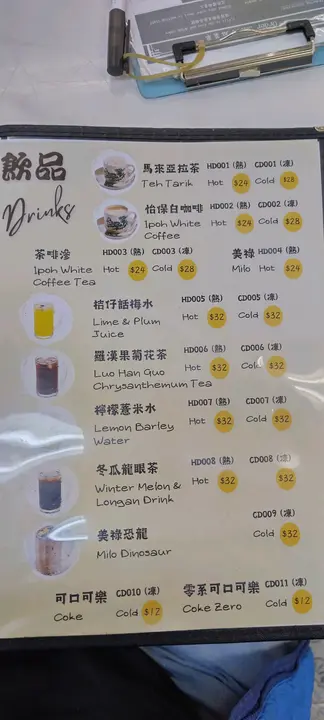 飲品
Drinks
馬來亞拉茶 HD001 (熱) CD001 (凍)
Teh Tarik Hot $24 Cold $28
怡保白咖啡 HD002 (熱) CD002 (凍)
Ipoh White Hot $24 Cold $28
Coffee
茶啡溶 HD003 (熱) CD003 (凍) 美祿 HD004 (熱)
Ipoh White Hot $24 Cold $28 Milo Hot $24
Coffee Tea
桔仔話梅水 HD005 (熱) CD005 (凍)
Lime & Plum Hot $32 Cold $32
Juice
羅漢果菊花茶 HD006 (熱) CD006 (凍)
Luo Han Guo Hot $32 Cold $32
Chrysanthemum Tea
檸檬薏米水 HD007 (熱) CD007 (凍)
Lemon Barley Hot $32 Cold $32
Water
冬瓜龍眼茶 HD008 (熱) CD008 (凍)
Winter Melon & Hot $32 $32
Longan Drink
美祿恐龍 CD009 (凍)
Milo Dinosaur Cold $32
可口可樂 CD010 (凍) 零系可口可樂 CD011 (凍)
Coke Cold $12 Coke Zero Cold $12